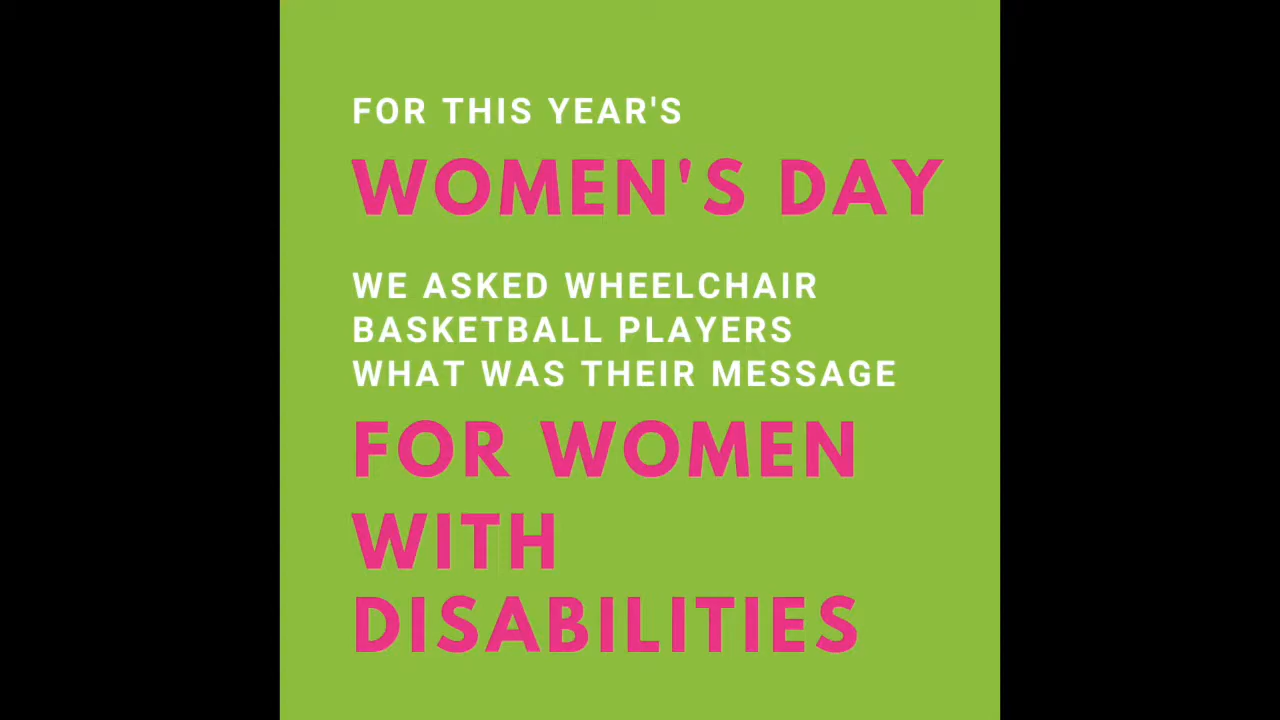 FOR THIS YEAR'S
WOMEN'S DAY
WE ASKED WHEELCHAIR
BASKETBALL PLAYERS
WHAT WAS THEIR MESSAGE
FOR WOMEN
WITH
DISABILITIES